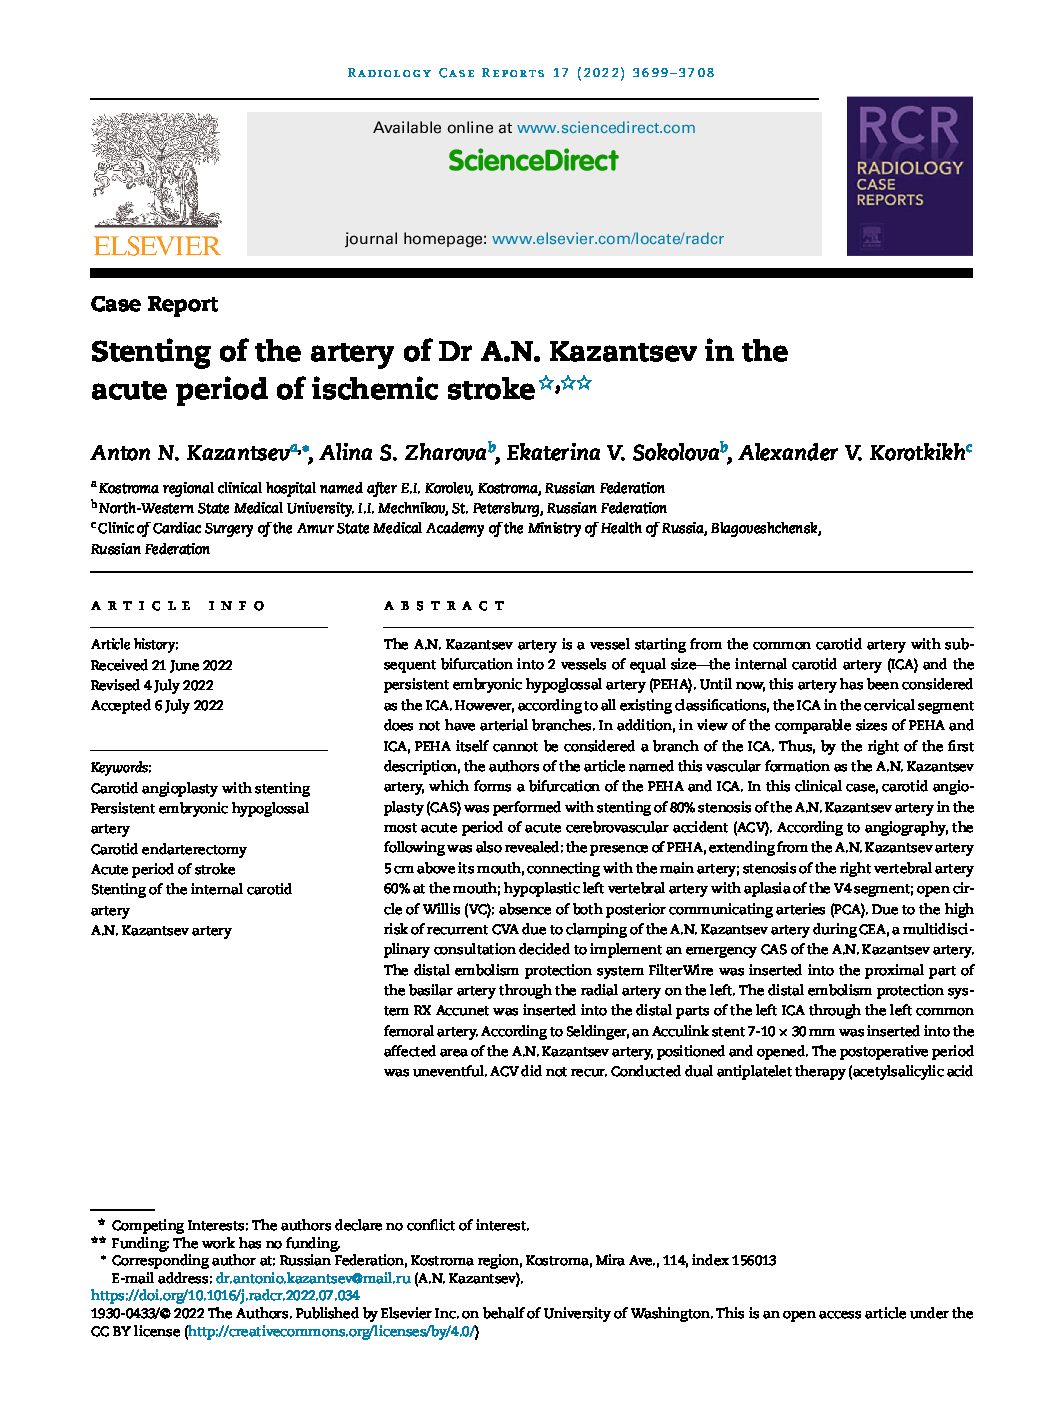 RADIOLOGY CASE REPORTS 17 (2022) 3699–3708
Available online at www.sciencedirect.com
ScienceDirect
journal homepage: www.elsevier.com/locate/radcr
ELSEVIER
RCR
RADIOLOGY
CASE
REPORTS
Case Report
Stenting of the artery of Dr A.N. Kazantsev in the
acute period of ischemic stroke☆,☆☆
Anton N. Kazantsev a,*, Alina S. Zharova b, Ekaterina V. Sokolova b, Alexander V. Korotkikh c
a Kostroma regional clinical hospital named after E.I. Korolev, Kostroma, Russian Federation
b North-Western State Medical University. I.I. Mechnikov, St. Petersburg, Russian Federation
c Clinic of Cardiac Surgery of the Amur State Medical Academy of the Ministry of Health of Russia, Blagoveshchensk,
Russian Federation
ARTICLE INFO
Article history:
Received 21 June 2022
Revised 4 July 2022
Accepted 6 July 2022
Keywords:
Carotid angioplasty with stenting
Persistent embryonic hypoglossal
artery
Carotid endarterectomy
Acute period of stroke
Stenting of the internal carotid
artery
A.N. Kazantsev artery
ABSTRACT
The A.N. Kazantsev artery is a vessel starting from the common carotid artery with sub-
sequent bifurcation into 2 vessels of equal size—the internal carotid artery (ICA) and the
persistent embryonic hypoglossal artery (PEHA). Until now, this artery has been considered
as the ICA. However, according to all existing classifications, the ICA in the cervical segment
does not have arterial branches. In addition, in view of the comparable sizes of PEHA and
ICA, PEHA itself cannot be considered a branch of the ICA. Thus, by the right of the first
description, the authors of the article named this vascular formation as the A.N. Kazantsev
artery, which forms a bifurcation of the PEHA and ICA. In this clinical case, carotid angio-
plasty (CAS) was performed with stenting of 80% stenosis of the A.N. Kazantsev artery in the
most acute period of acute cerebrovascular accident (ACV). According to angiography, the
following was also revealed: the presence of PEHA, extending from the A.N. Kazantsev artery
5 cm above its mouth, connecting with the main artery; stenosis of the right vertebral artery
60% at the mouth; hypoplastic left vertebral artery with aplasia of the V4 segment; open cir-
cle of Willis (VC): absence of both posterior communicating arteries (PCA). Due to the high
risk of recurrent CVA due to clamping of the A.N. Kazantsev artery during CEA, a multidisci-
plinary consultation decided to implement an emergency CAS of the A.N. Kazantsev artery.
The distal embolism protection system FilterWire was inserted into the proximal part of
the basilar artery through the radial artery on the left. The distal embolism protection sys-
tem RX Accunet was inserted into the distal parts of the left ICA through the left common
femoral artery. According to Seldinger, an Acculink stent 7-10 × 30 mm was inserted into the
affected area of the A.N. Kazantsev artery, positioned and opened. The postoperative period
was uneventful. ACV did not recur. Conducted dual antiplatelet therapy (acetylsalicylic acid
☆ Competing Interests: The authors declare no conflict of interest.
☆☆ Funding: The work has no funding.
* Corresponding author at: Russian Federation, Kostroma region, Kostroma, Mira Ave., 114, index 156013
E-mail address: dr.antonio.kazantsev@mail.ru (A.N. Kazantsev).
https://doi.org/10.1016/j.radcr.2022.07.034
1930-0433/© 2022 The Authors. Published by Elsevier Inc. on behalf of University of Washington. This is an open access article under the
CC BY license (http://creativecommons.org/licenses/by/4.0/)